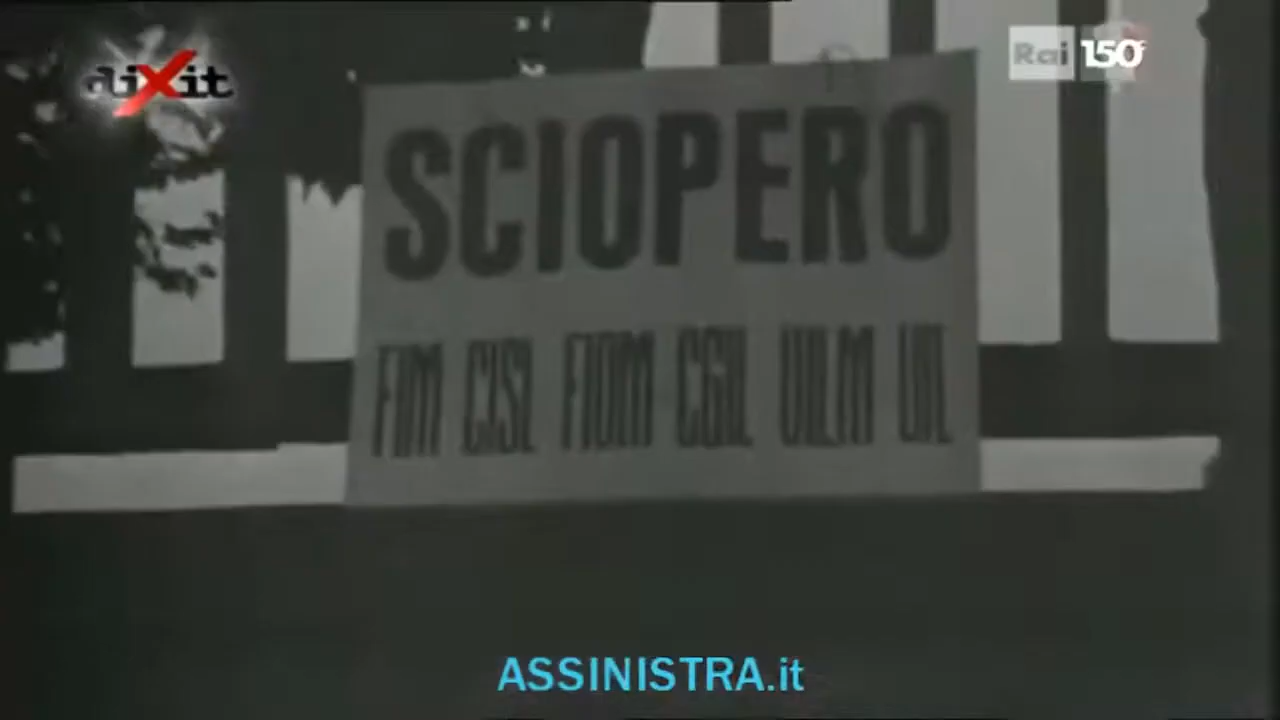 diXit
Rai 150
SCIOPERO
FIM CISL FIOM CGIL UILM UIL
ASSINISTRA.it